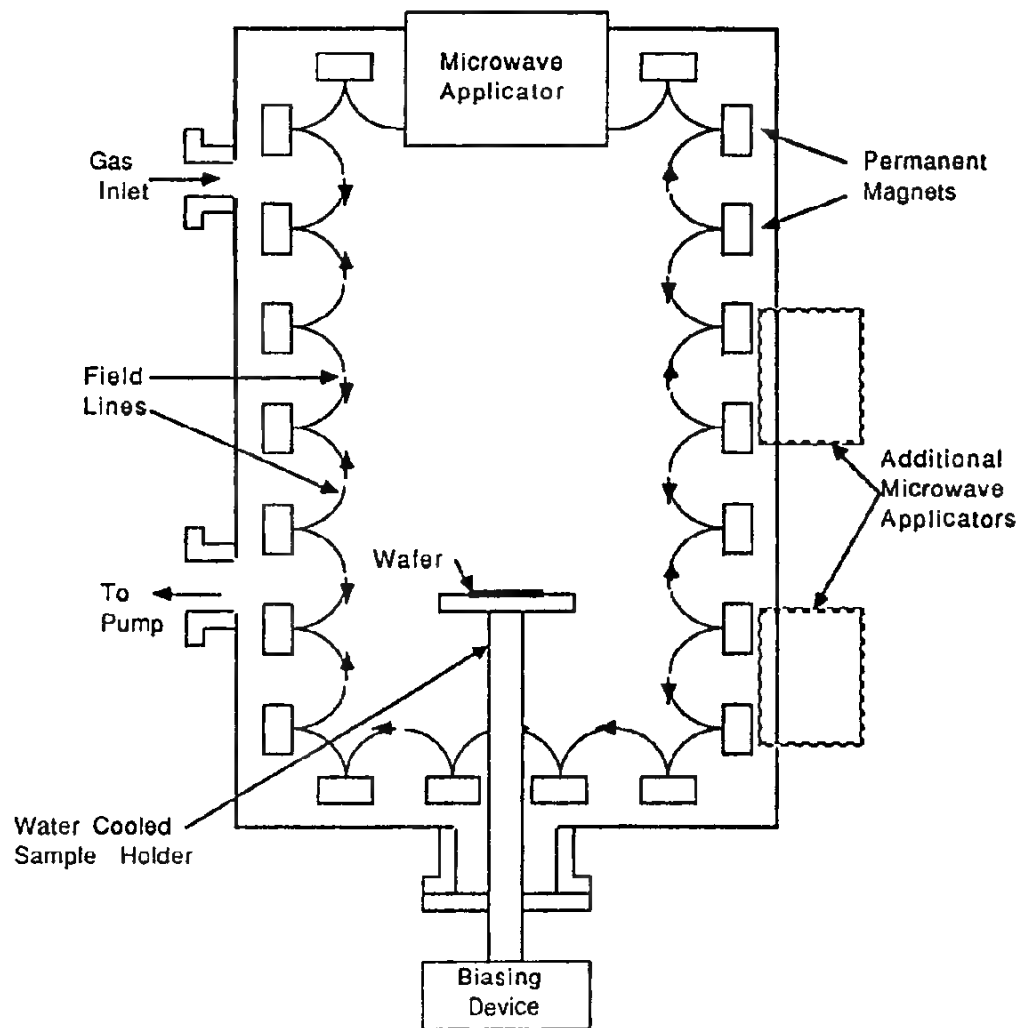 Microwave
Applicator
Gas
Inlet
Permanent
Magnets
Field
Lines
Additional
Microwave
Applicators
Wafer
To
Pump
Water Cooled
Sample Holder
Biasing
Device